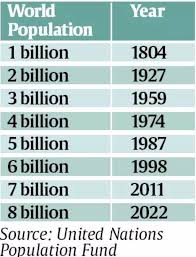 World Population Year
1 billion 1804
2 billion 1927
3 billion 1959
4 billion 1974
5 billion 1987
6 billion 1998
7 billion 2011
8 billion 2022
Source: United Nations
Population Fund